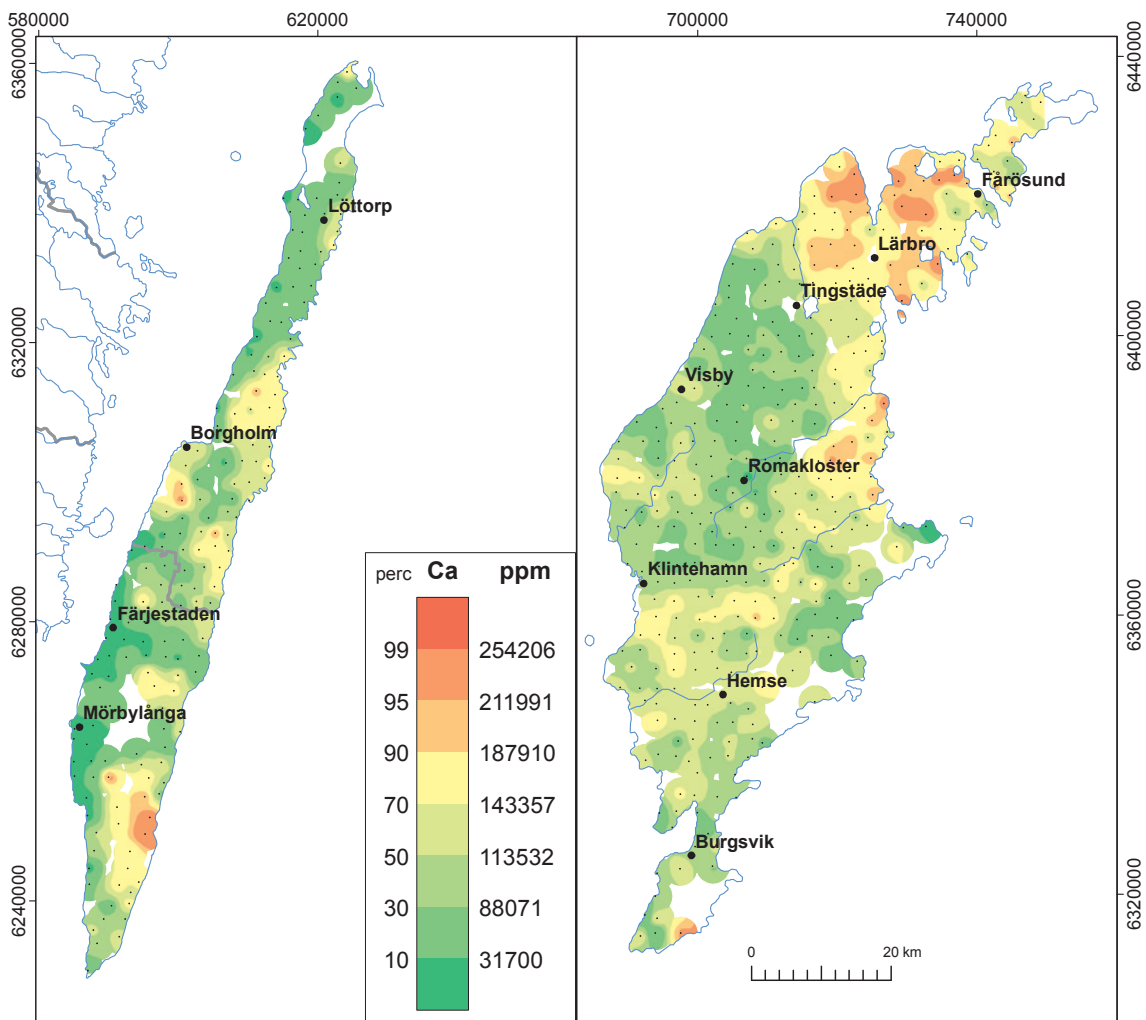 580000
620000
700000
740000
6360000
6320000
6280000
6240000
6440000
6400000
6360000
6320000
Löttorp
Borgholm
Färjestaden
Mörbylånga
Fårösund
Lärbro
Tingstäde
Visby
Romakloster
Klintehamn
Hemse
Burgsvik
perc Ca ppm
99 254206
95 211991
90 187910
70 143357
50 113532
30 88071
10 31700
0 20 km